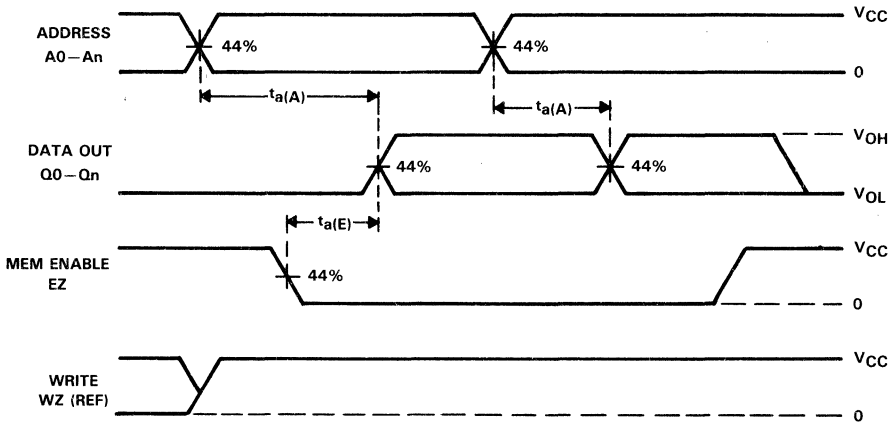 ADDRESS
A0–An
44%
44%
VCC
0
ta(A)
ta(A)
DATA OUT
Q0–Qn
44%
44%
VOH
VOL
ta(E)
MEM ENABLE
EZ
44%
VCC
0
WRITE
WZ (REF)
VCC
0